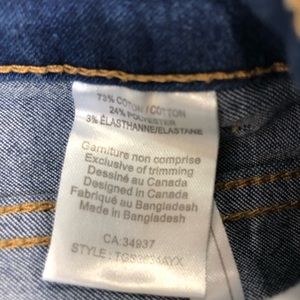 73% COTON / COTTON
24% POLYESTER
3% ÉLASTHANNE/ELASTANE
Garniture non comprise
Exclusive of trimming
Dessiné au Canada
Designed in Canada
Fabriqué au Bangladesh
Made in Bangladesh
CA:34937
STYLE :